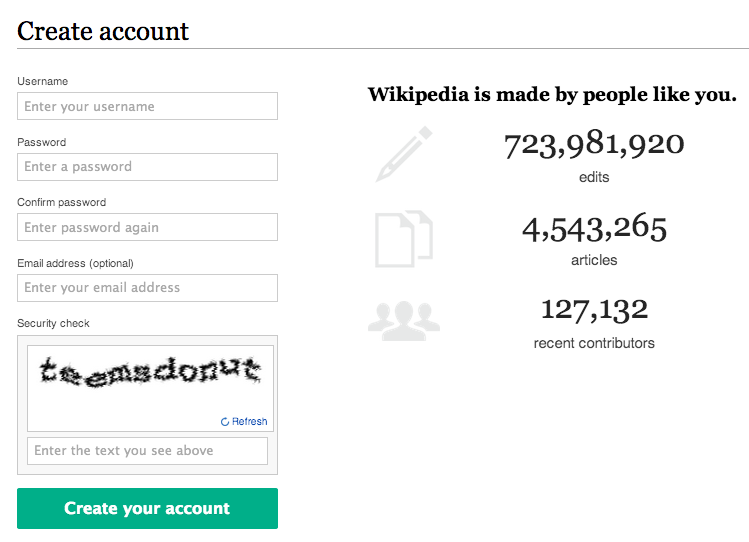 Create account
Username
Enter your username
Password
Enter a password
Confirm password
Enter password again
Email address (optional)
Enter your email address
Security check
teemsdonut
Refresh
Enter the text you see above
Create your account
Wikipedia is made by people like you.
723,981,920
edits
4,543,265
articles
127,132
recent contributors